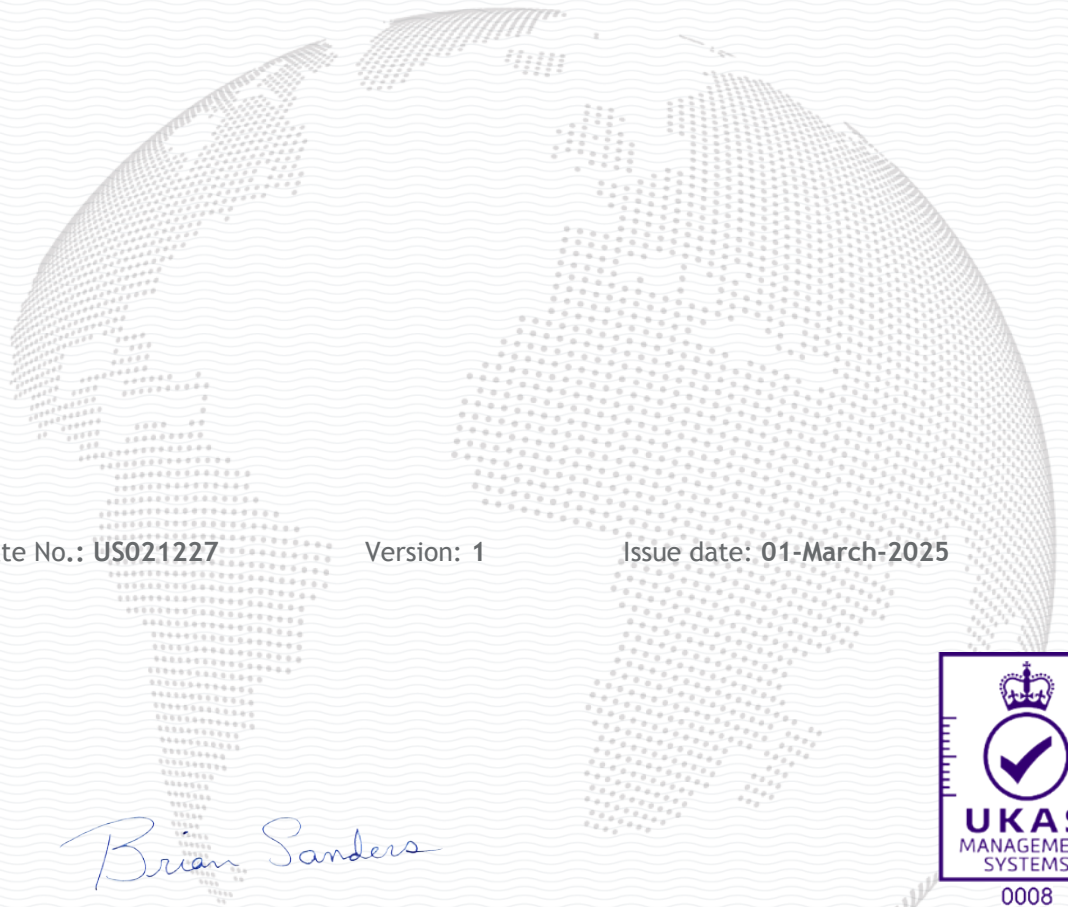 te No.: US021227 Version: 1 Issue date: 01-March-2025
Brian Sanders
UKAS
MANAGEME
SYSTEMS
0008